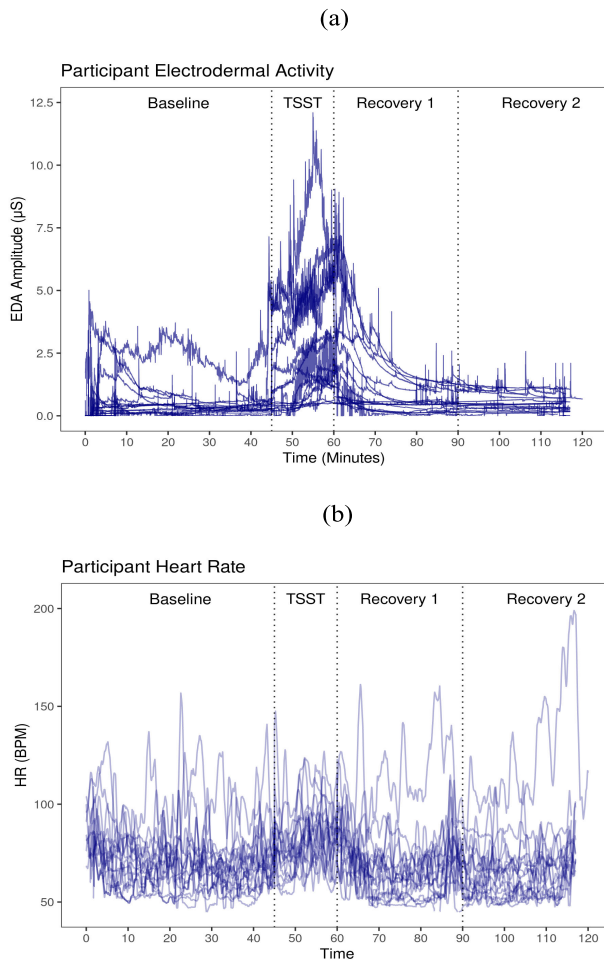 (a)
Participant Electrodermal Activity
Baseline TSST Recovery 1 Recovery 2
12.5
10.0
7.5
5.0
2.5
0.0
EDA Amplitude (µS)
0 10 20 30 40 50 60 70 80 90 100 110 120
Time (Minutes)
(b)
Participant Heart Rate
Baseline TSST Recovery 1 Recovery 2
200
150
100
50
HR (BPM)
0 10 20 30 40 50 60 70 80 90 100 110 120
Time